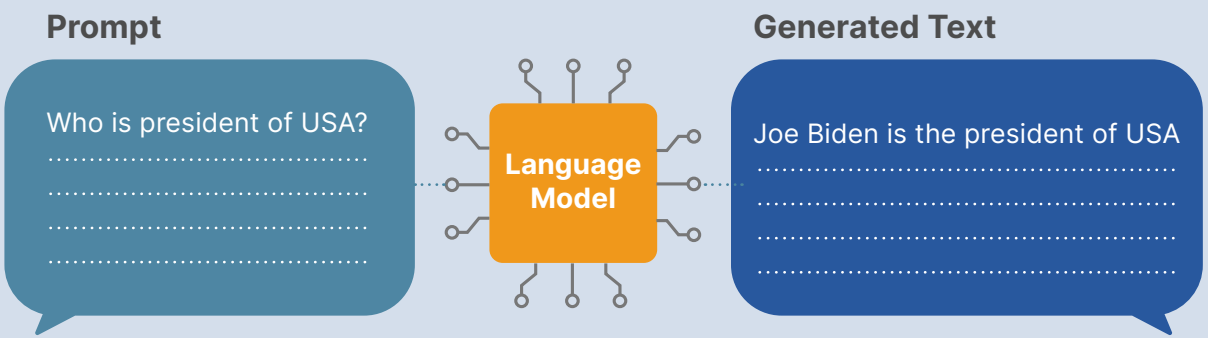 Prompt
Who is president of USA?
Language
Model
Generated Text
Joe Biden is the president of USA